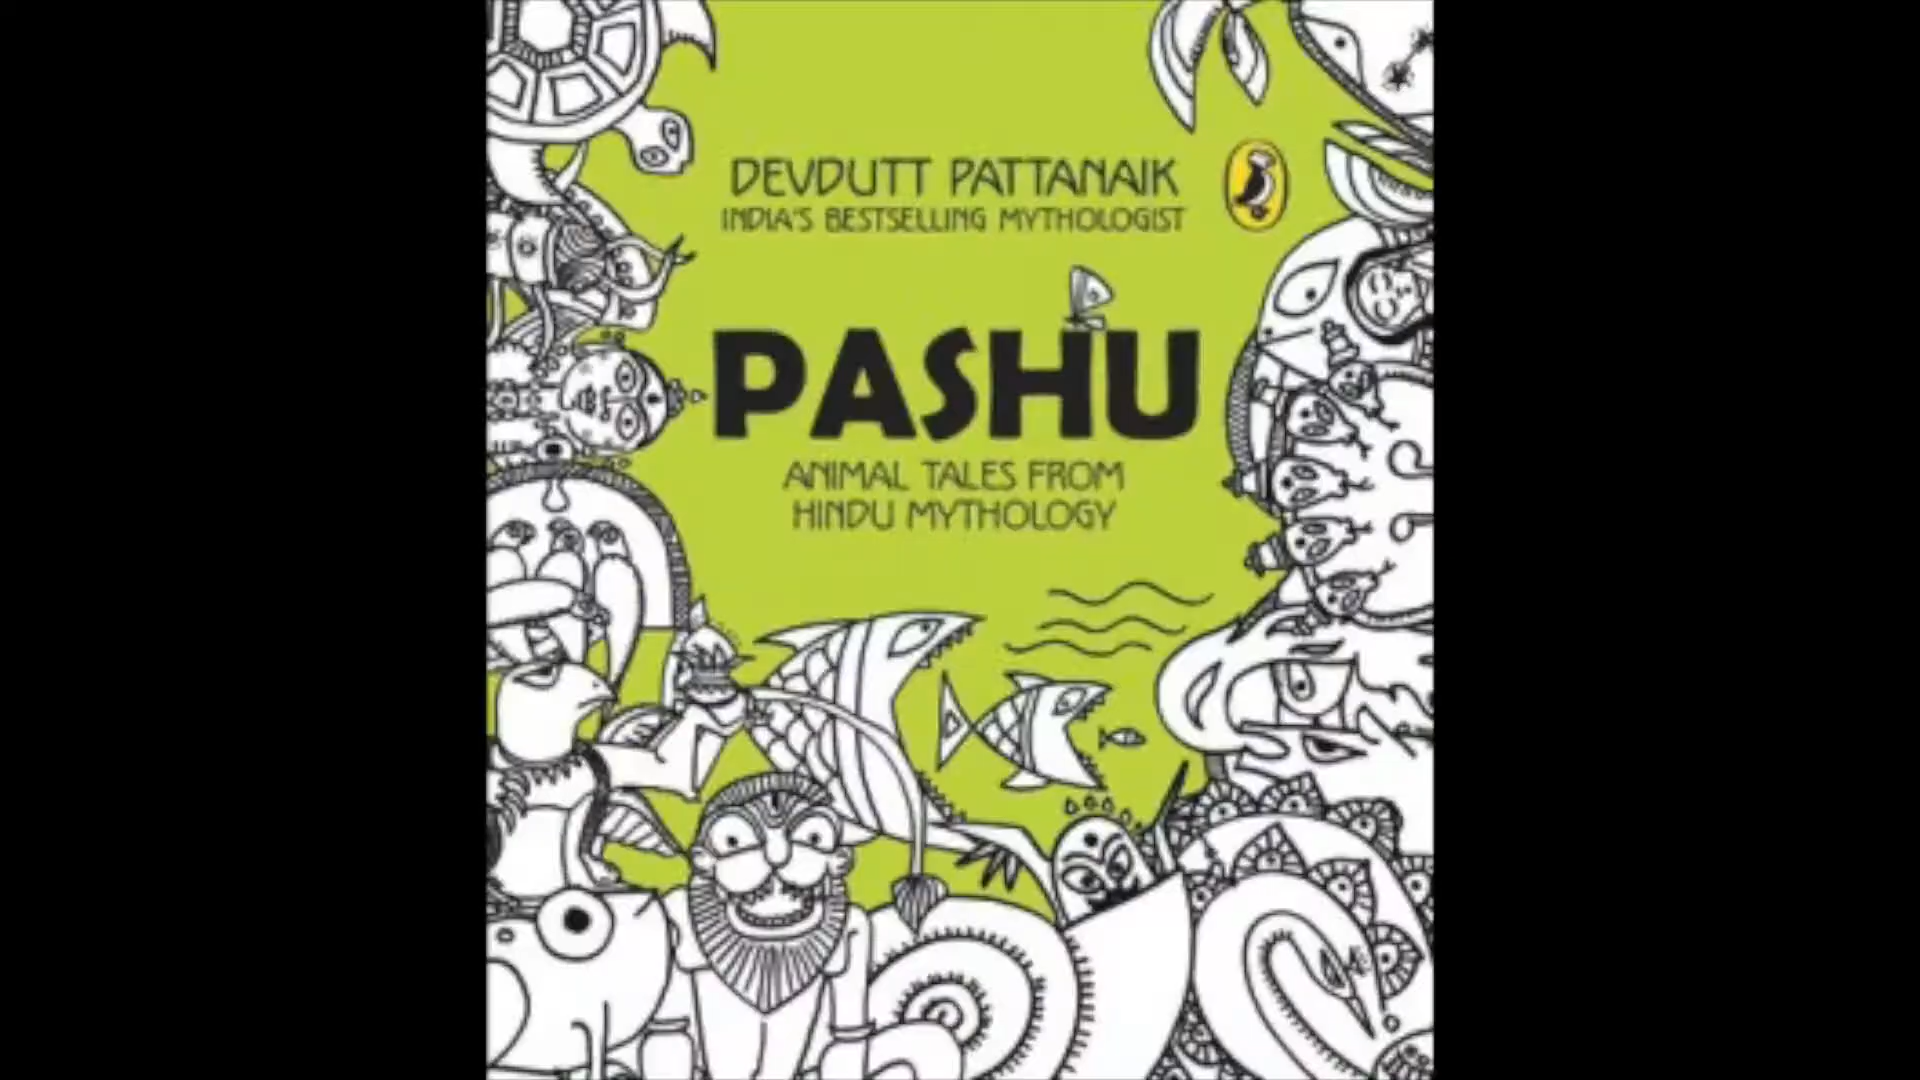 DEVDUTT PATTANAIK
INDIA'S BESTSELLING MYTHOLOGIST
PASHU
ANIMAL TALES FROM
HINDU MYTHOLOGY